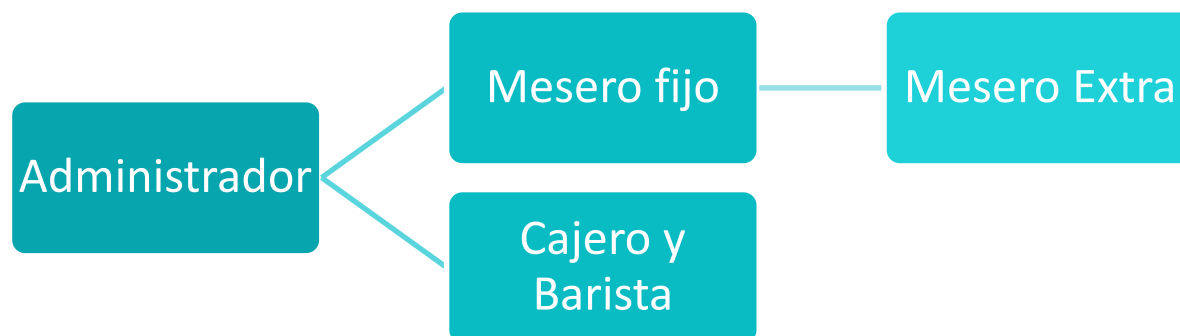 Mesero fijo
Mesero Extra
Administrador
Cajero y
Barista